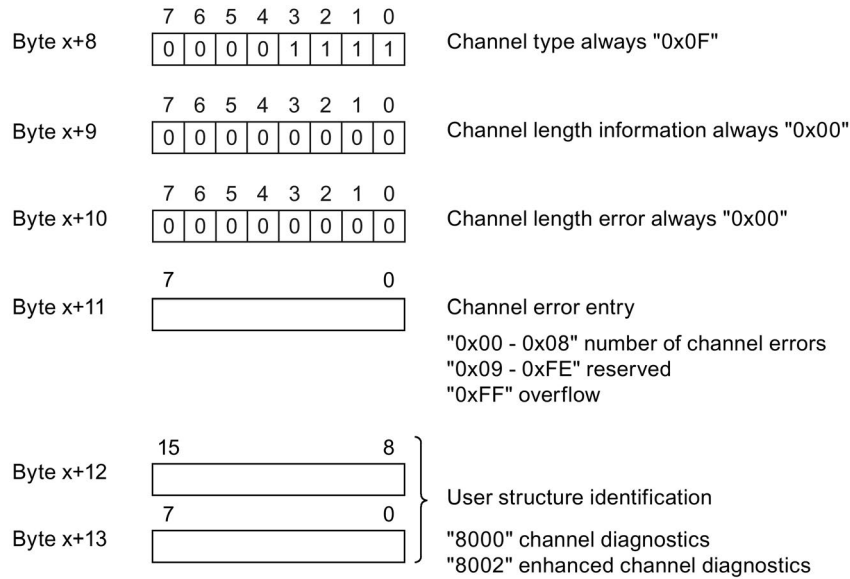 7 6 5 4 3 2 1 0
Byte x+8 0 0 0 0 1 1 1 1 Channel type always "0x0F"
7 6 5 4 3 2 1 0
Byte x+9 0 0 0 0 0 0 0 0 Channel length information always "0x00"
7 6 5 4 3 2 1 0
Byte x+10 0 0 0 0 0 0 0 0 Channel length error always "0x00"
7 0
Byte x+11 Channel error entry
"0x00 - 0x08" number of channel errors
"0x09 - 0xFE" reserved
"0xFF" overflow
15 8
Byte x+12
User structure identification
7 0
Byte x+13 "8000" channel diagnostics
"8002" enhanced channel diagnostics